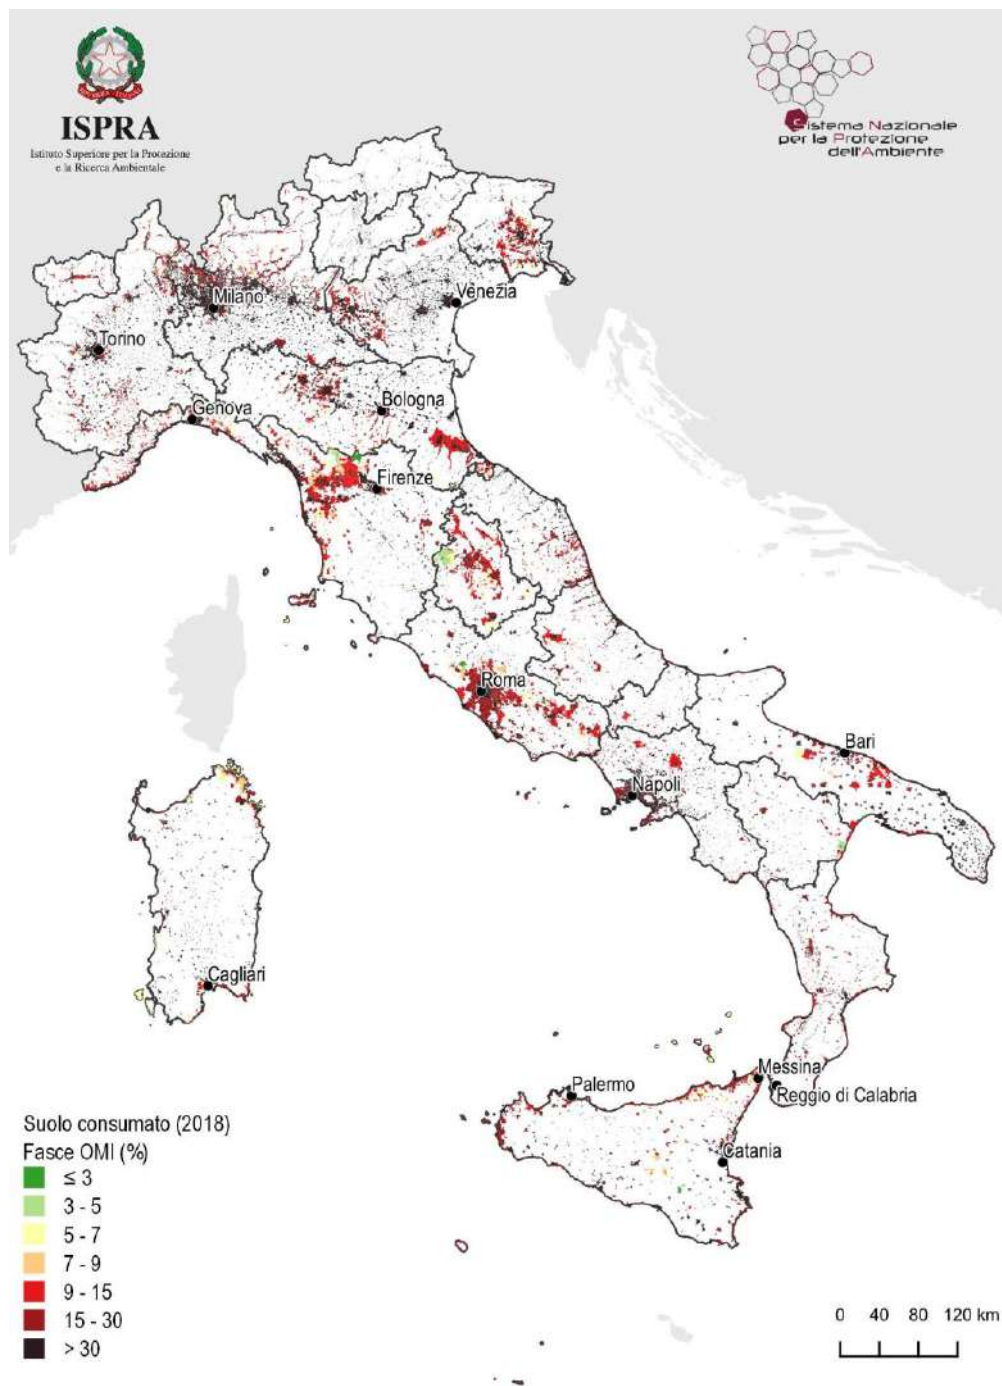 ISPRA
Istituto Superiore per la Protezione
e la Ricerca Ambientale
Sistema Nazionale
per la Protezione
dell'Ambiente
Milano
Venezia
Torino
Genova
Bologna
Firenze
Roma
Bari
Napoli
Cagliari
Messina
Palermo
Reggio di Calabria
Catania
Suolo consumato (2018)
Fasce OMI (%)
≤ 3
3 - 5
5 - 7
7 - 9
9 - 15
15 - 30
> 30
0 40 80 120 km